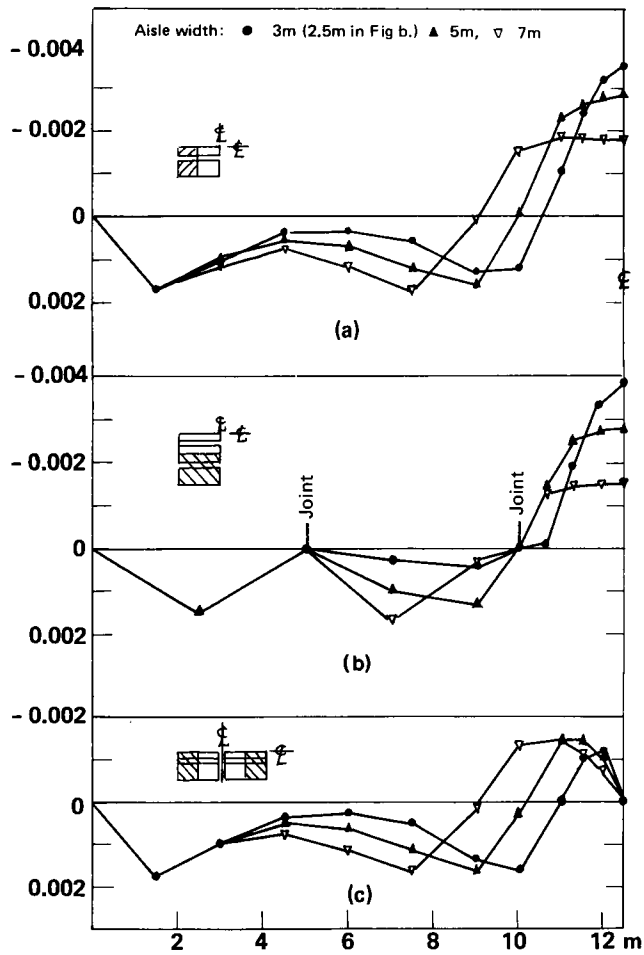 Aisle width: ● 3m (2.5m in Fig b.) ▲ 5m, ▽ 7m
- 0.004
- 0.002
0
0.002
℄
℄
℄
(a)
- 0.004
- 0.002
0
0.002
℄
℄
Joint
Joint
(b)
- 0.002
0
0.002
℄
℄
(c)
2 4 6 8 10 12 m